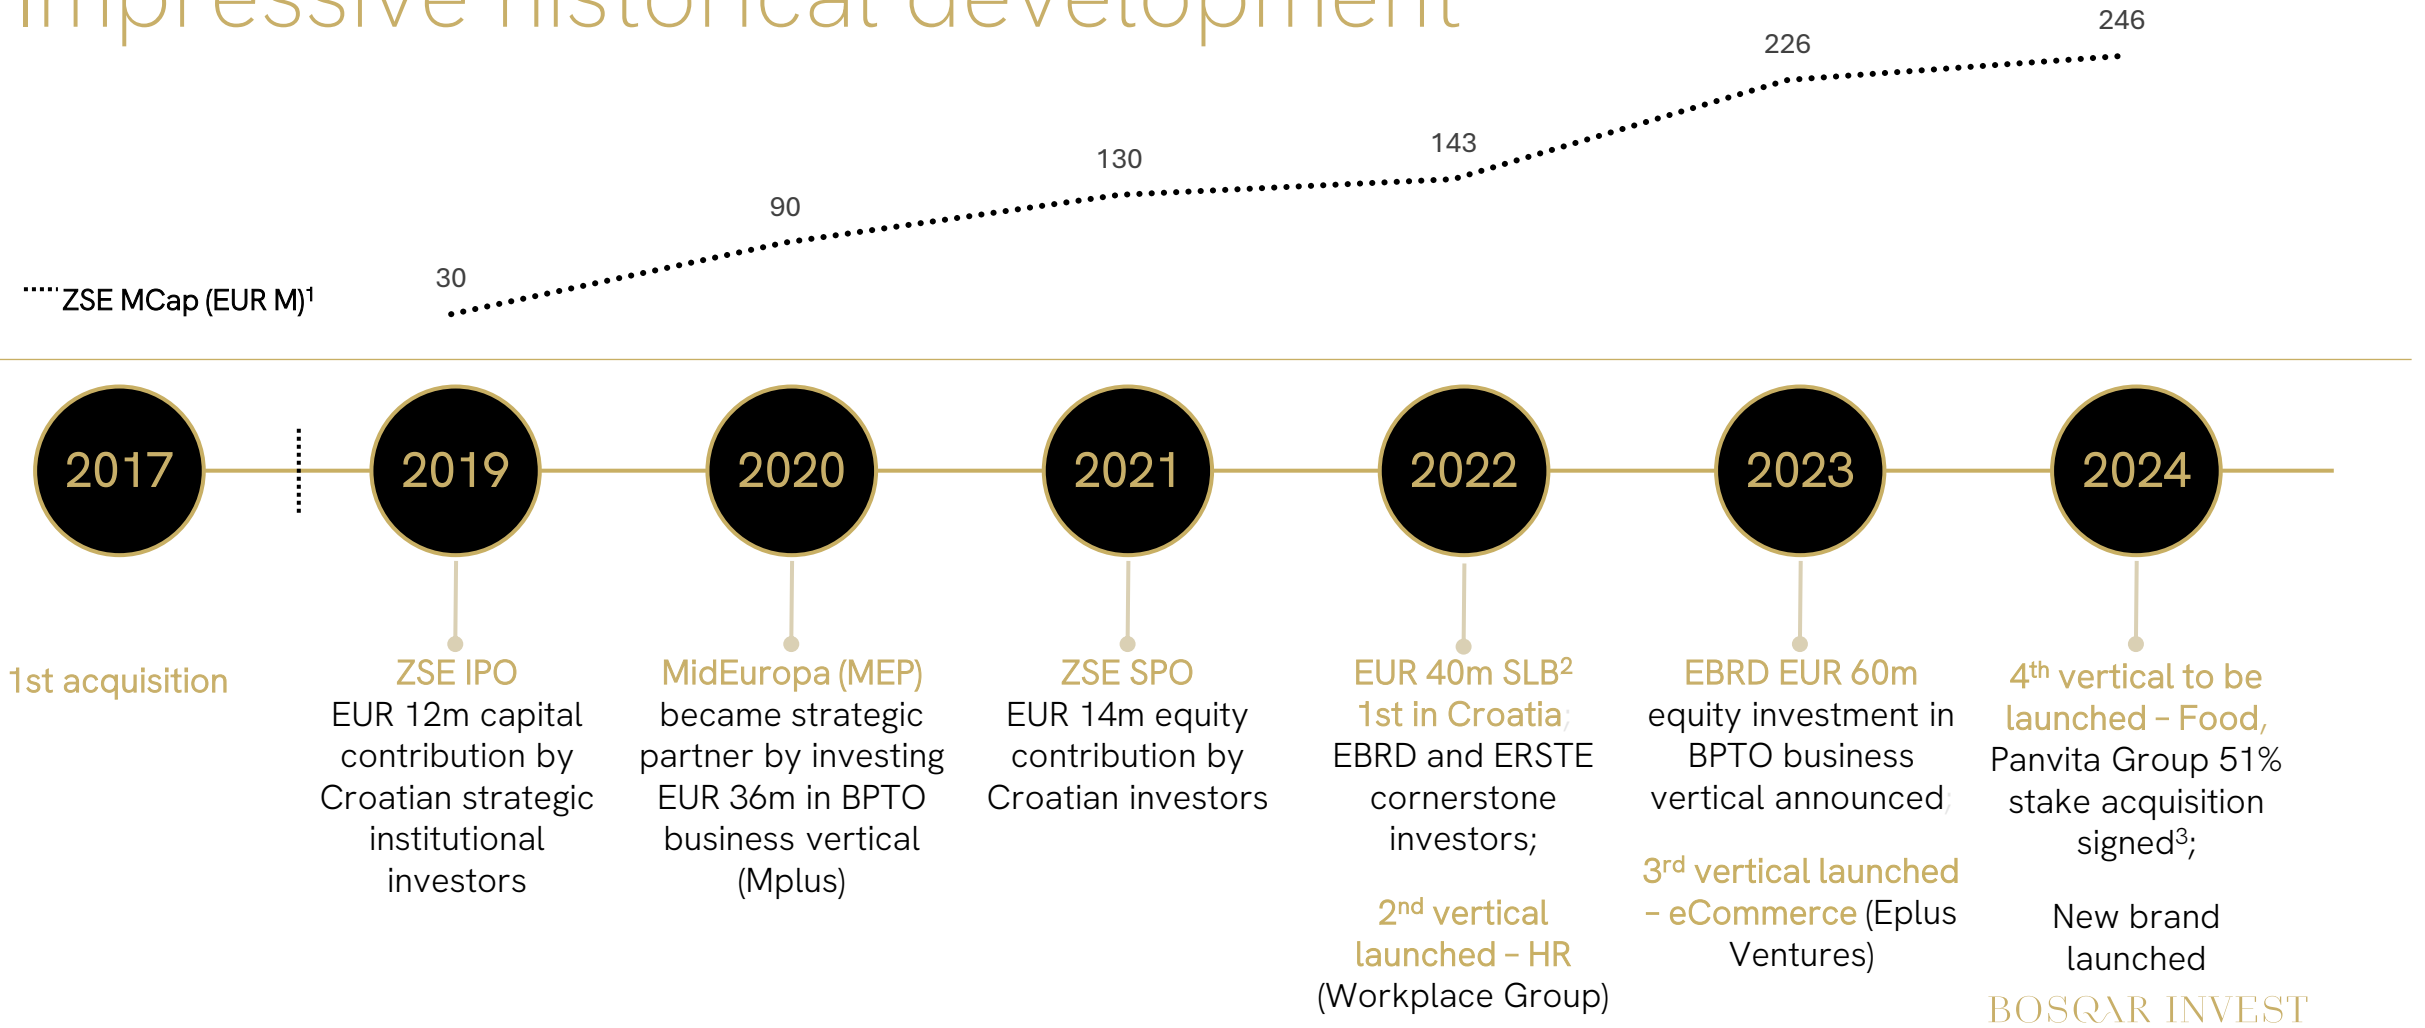 Impressive historical development
30
90
130
143
226
246
ZSE MCap (EUR M)¹
2017
2019
2020
2021
2022
2023
2024
1st acquisition
ZSE IPO
EUR 12m capital
contribution by
Croatian strategic
institutional
investors
MidEuropa (MEP)
became strategic
partner by investing
EUR 36m in BPTO
business vertical
(Mplus)
ZSE SPO
EUR 14m equity
contribution by
Croatian investors
EUR 40m SLB²
1st in Croatia;
EBRD and ERSTE
cornerstone
investors;
2ⁿᵈ vertical
launched – HR
(Workplace Group)
EBRD EUR 60m
equity investment in
BPTO business
vertical announced;
3ʳᵈ vertical launched
– eCommerce (Eplus
Ventures)
4ᵗʰ vertical to be
launched – Food,
Panvita Group 51%
stake acquisition
signed³;
New brand
launched
BOSQAR INVEST